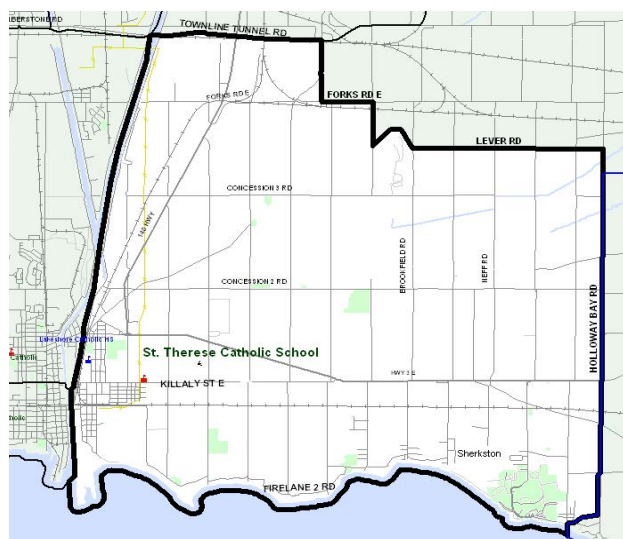 TOWNLINE TUNNEL RD
FORKS RD E
FORKS RD E
LEVER RD
CONCESSION 3 RD
140 HWY
BROOKFIELD RD
NEFF RD
CONCESSION 2 RD
HOLLOWAY BAY RD
Lakeshore Catholic HS
Catholic
St. Therese Catholic School
HWY 3 E
KILLALY ST E
Sherkston
FIRELANE 2 RD